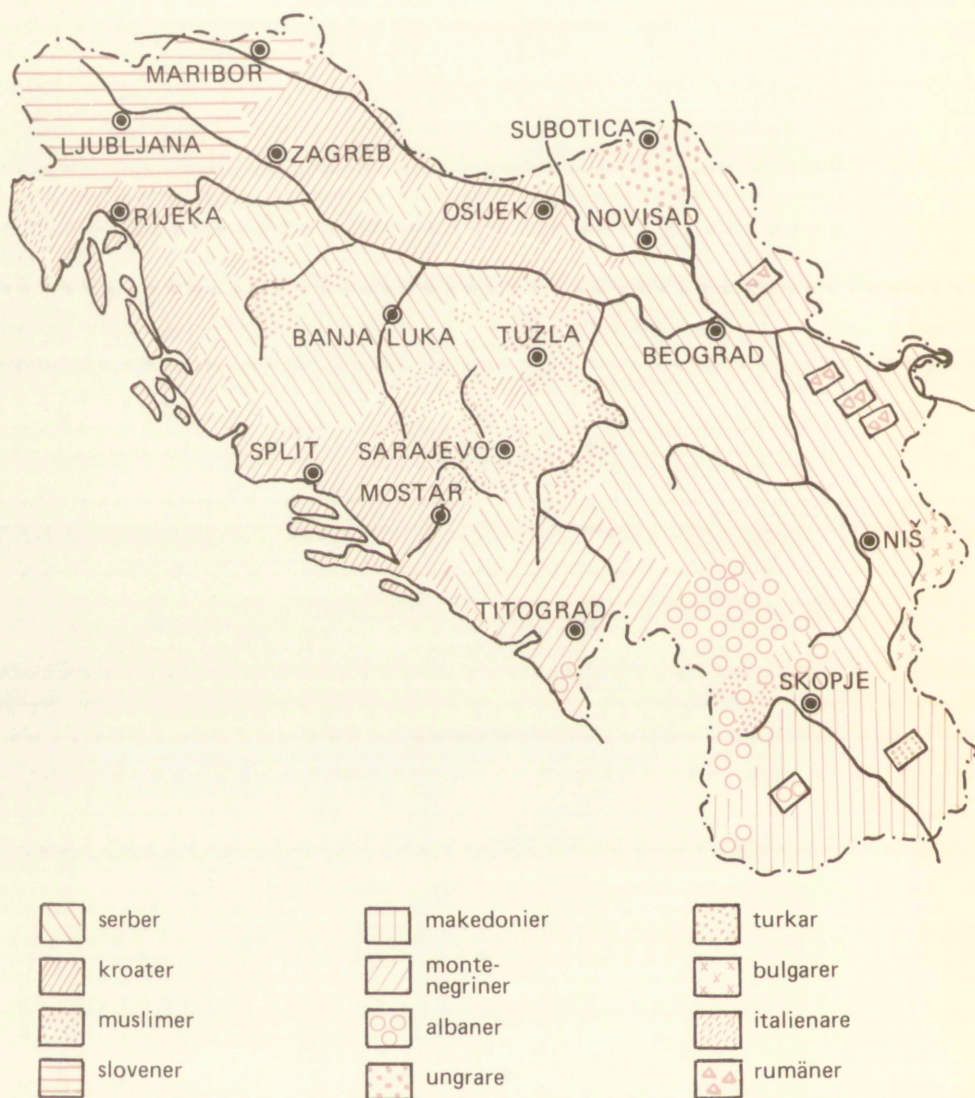 MARIBOR
LJUBLJANA
ZAGREB
SUBOTICA
RIJEKA
OSIJEK
NOVISAD
BANJA LUKA
TUZLA
BEOGRAD
SPLIT
SARAJEVO
MOSTAR
NIŠ
TITOGRAD
SKOPJE
serber
kroater
muslimer
slovener
makedonier
monte-
negriner
albaner
ungrare
turkar
bulgarer
italienare
rumäner